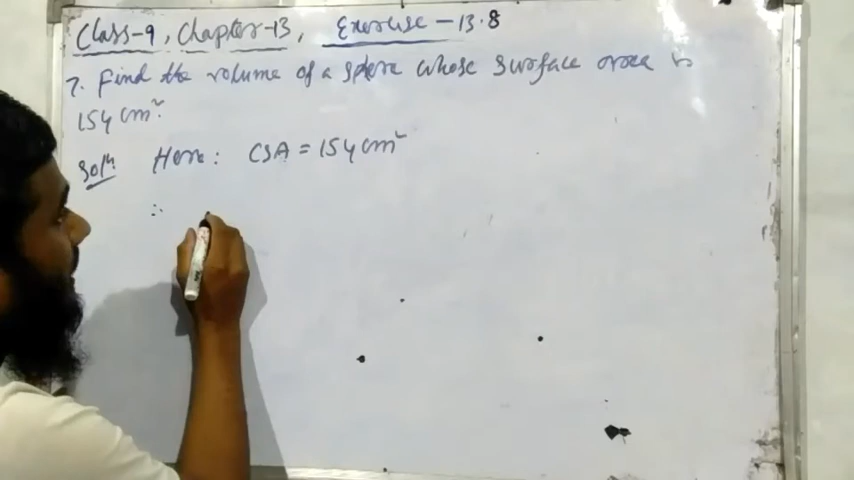 Class-9, Chapter-13, Exercise-13.8
7. Find the volume of a sphere whose surface area is
154 cm².
Solⁿ. Here: CSA = 154 cm²
∴